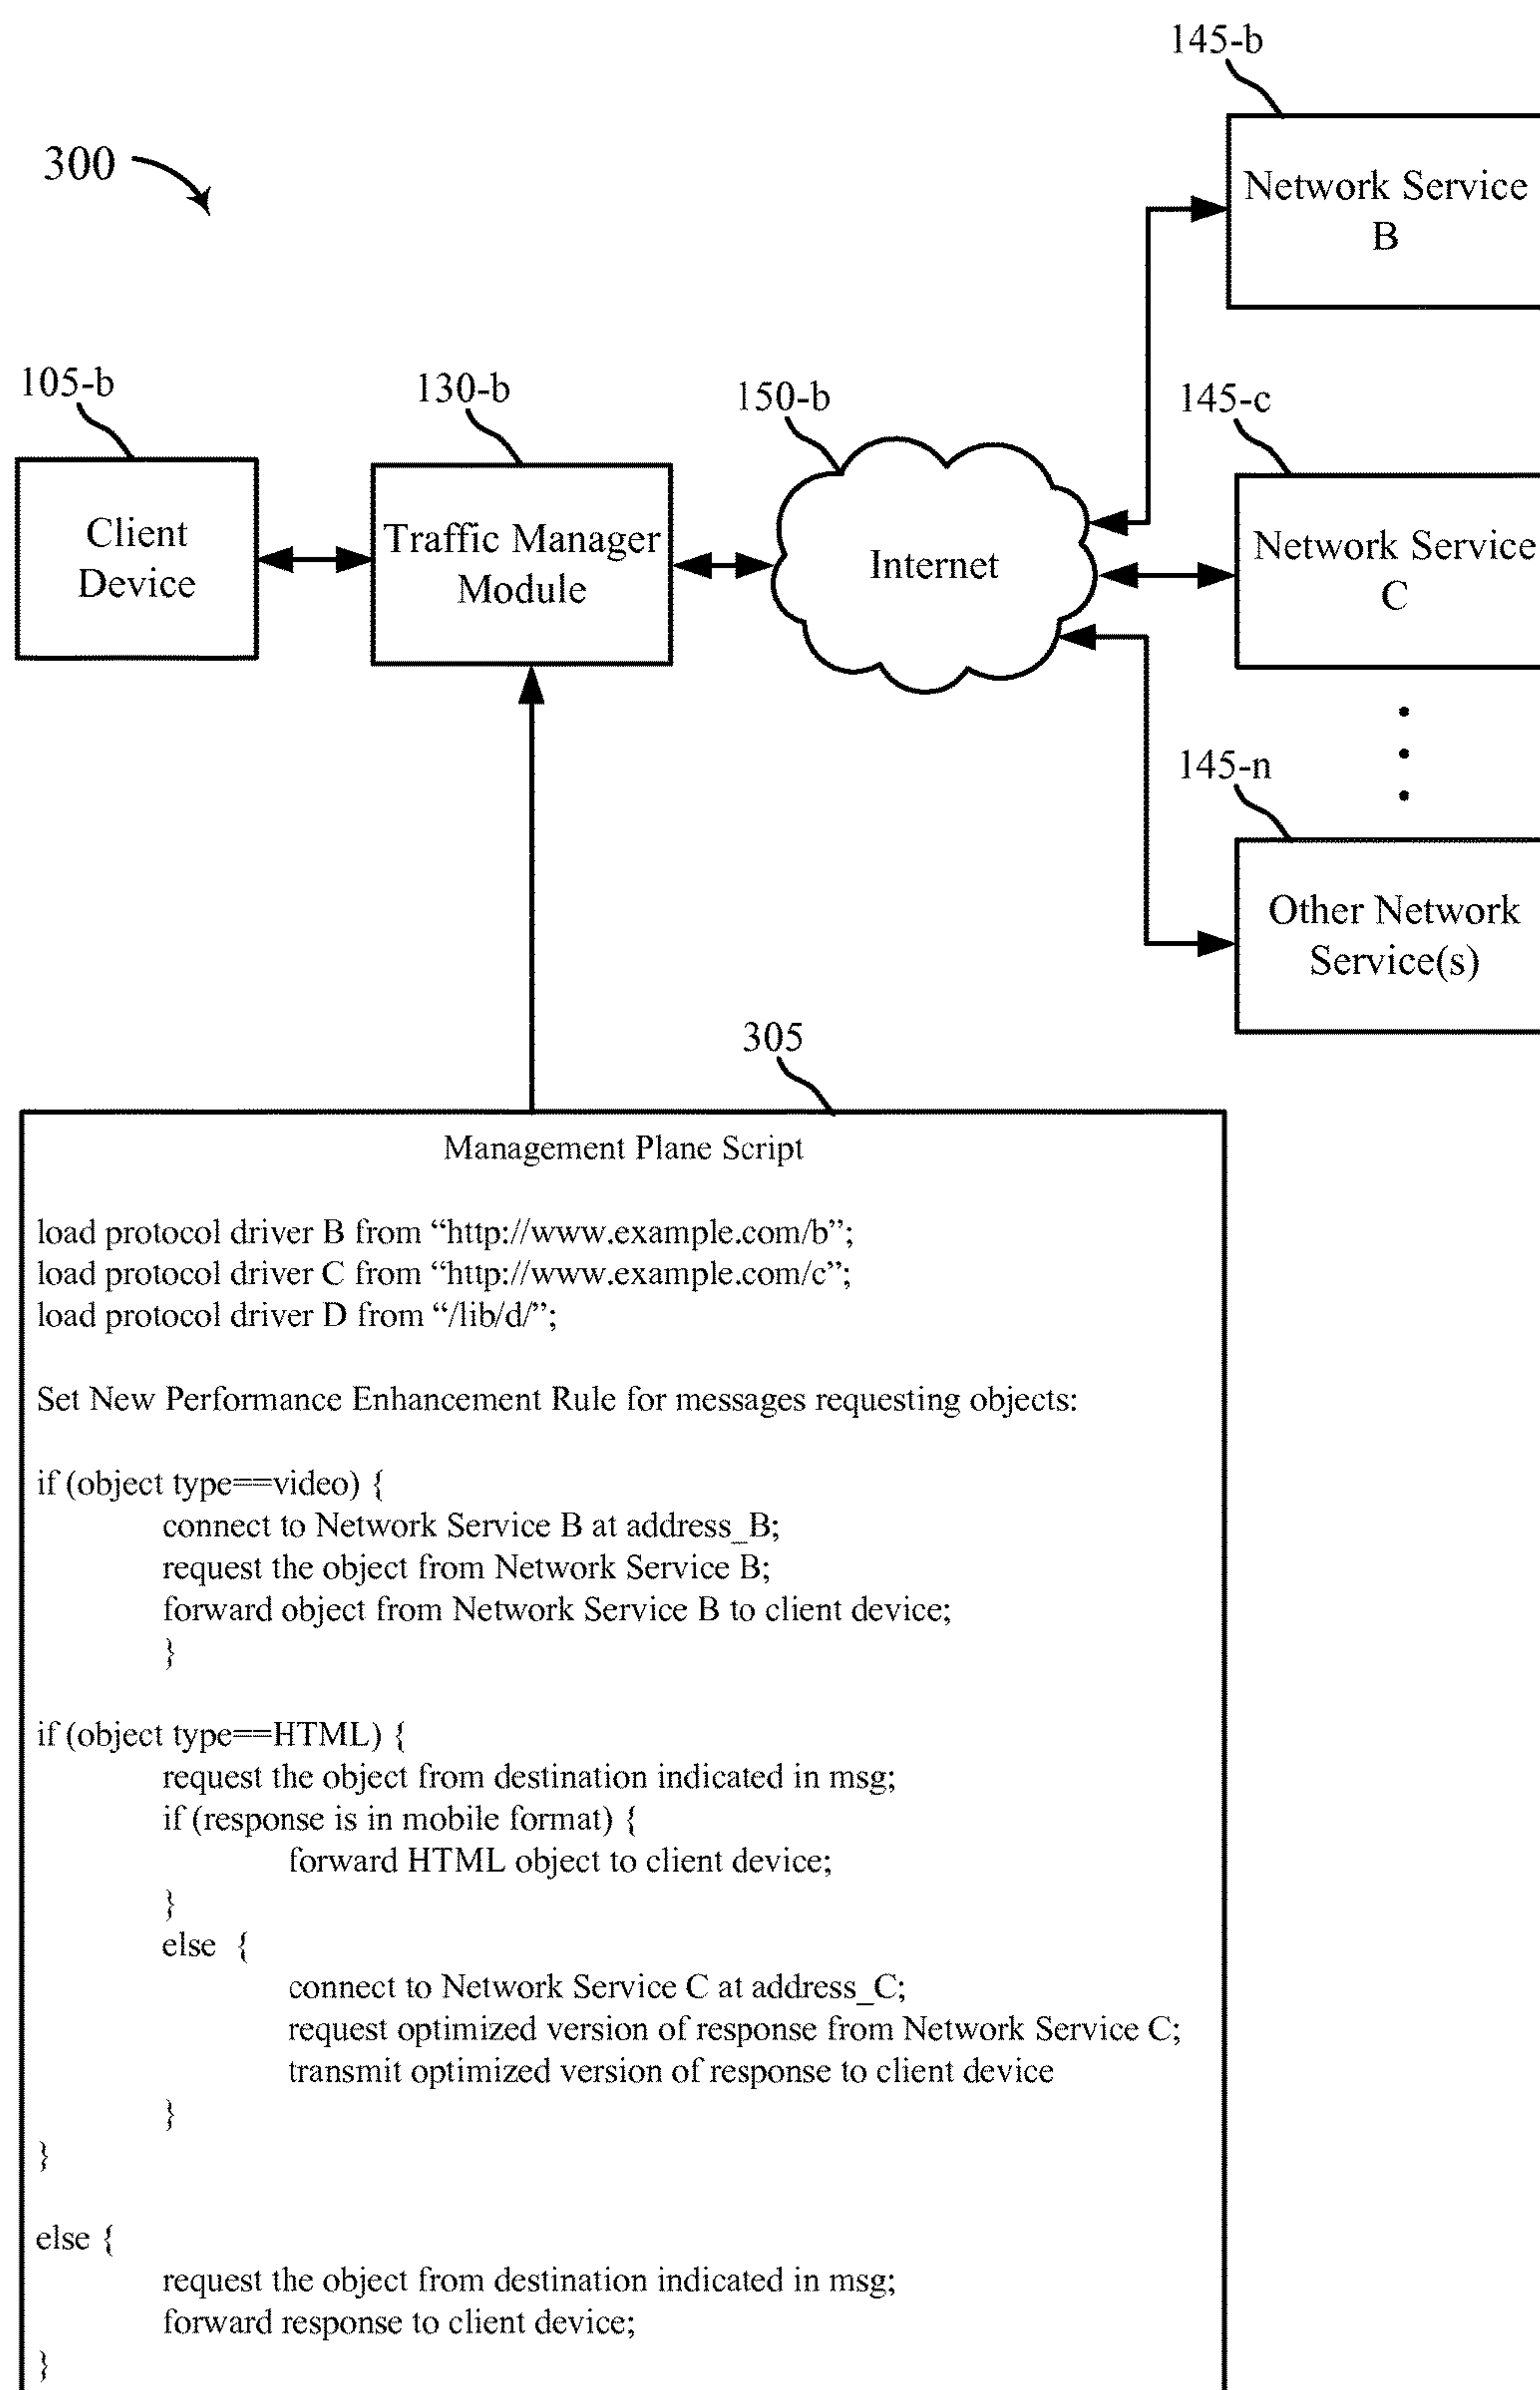 145-b
300
Network Service
B
105-b
130-b
150-b
145-c
Client
Device
Traffic Manager
Module
Internet
Network Service
C
145-n
Other Network
Service(s)
305
Management Plane Script
load protocol driver B from “http://www.example.com/b”;
load protocol driver C from “http://www.example.com/c”;
load protocol driver D from “/lib/d/”;
Set New Performance Enhancement Rule for messages requesting objects:
if (object type==video) {
connect to Network Service B at address_B;
request the object from Network Service B;
forward object from Network Service B to client device;
}
if (object type==HTML) {
request the object from destination indicated in msg;
if (response is in mobile format) {
forward HTML object to client device;
}
else {
connect to Network Service C at address_C;
request optimized version of response from Network Service C;
transmit optimized version of response to client device
}
}
else {
request the object from destination indicated in msg;
forward response to client device;
}